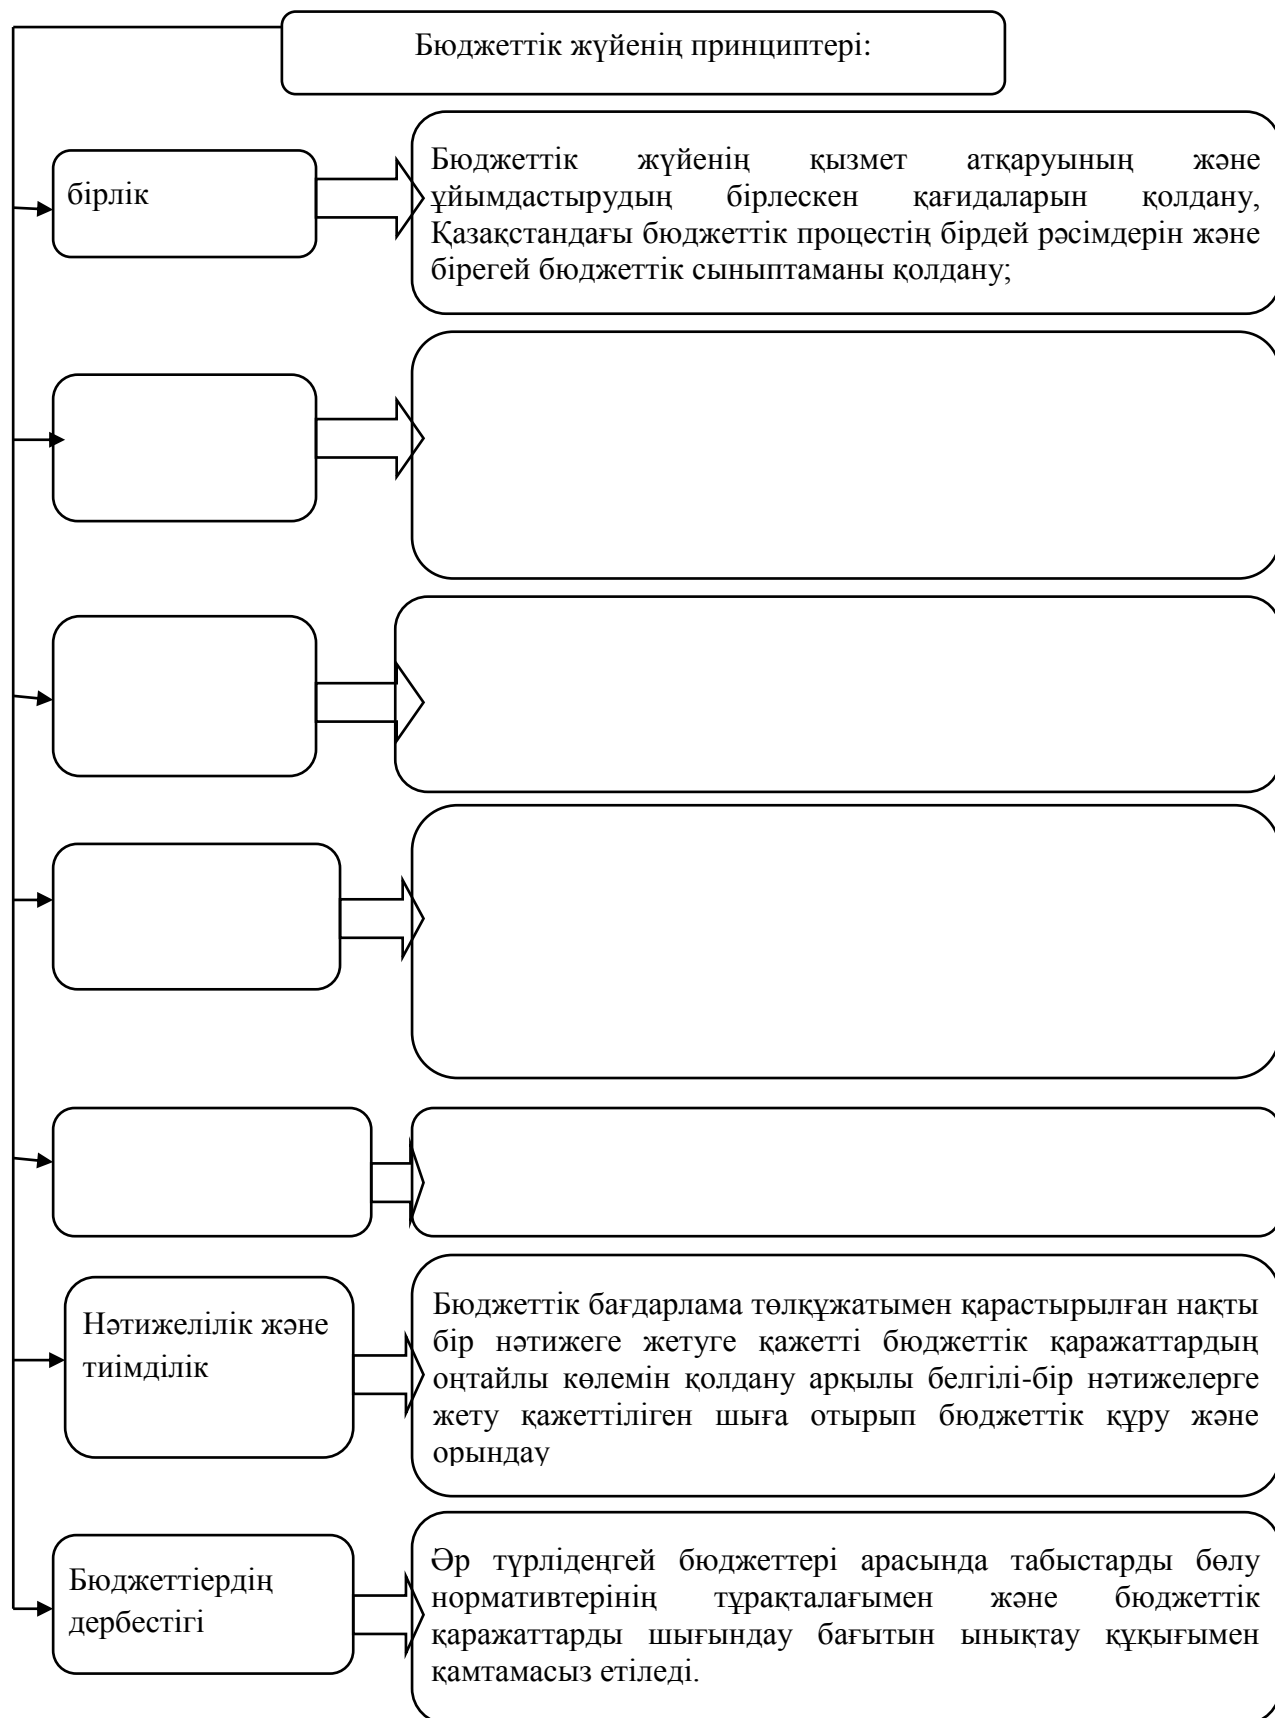 Бюджеттік жүйенің принциптері:
бірлік
Бюджеттік жүйенің қызмет атқаруының және
ұйымдастырудың бірлескен қағидаларын қолдану,
Қазақстандағы бюджеттік процестің бірдей рәсімдерін және
бірегей бюджеттік сыныптаманы қолдану;
Нәтижелілік және
тиімділік
Бюджеттік бағдарлама төлқұжатымен қарастырылған нақты
бір нәтижеге жетуге қажетті бюджеттік қаражаттардың
оңтайлы көлемін қолдану арқылы белгілі-бір нәтижелерге
жету қажеттіліген шыға отырып бюджеттік құру және
орындау
Бюджеттіердің
дербестігі
Әр түрлідеңгей бюджеттері арасында табыстарды бөлу
нормативтерінің тұрақталағымен және бюджеттік
қаражаттарды шығындау бағытын ынықтау құқығымен
қамтамасыз етіледі.